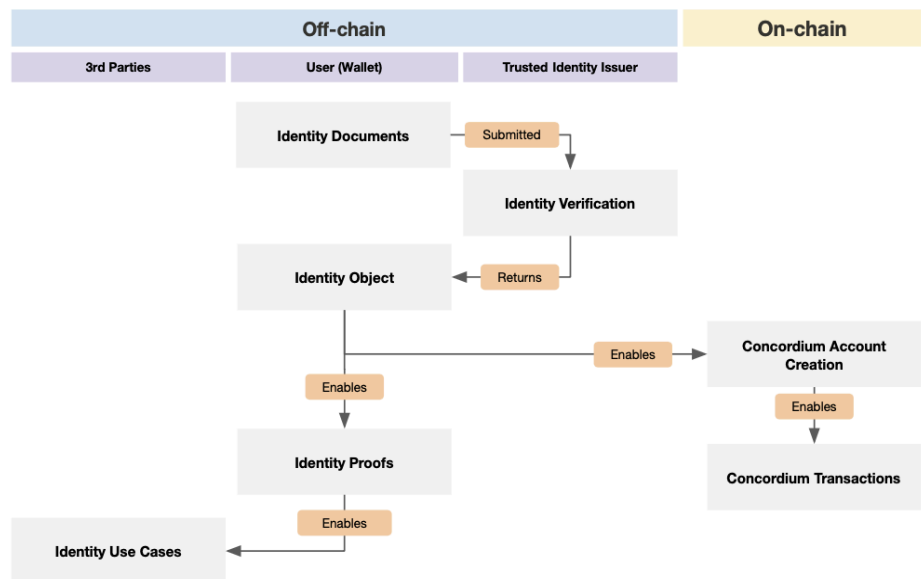 Off-chain
On-chain
3rd Parties
User (Wallet)
Trusted Identity Issuer
Identity Documents
Submitted
Identity Verification
Identity Object
Returns
Enables
Concordium Account
Creation
Enables
Enables
Identity Proofs
Concordium Transactions
Enables
Identity Use Cases